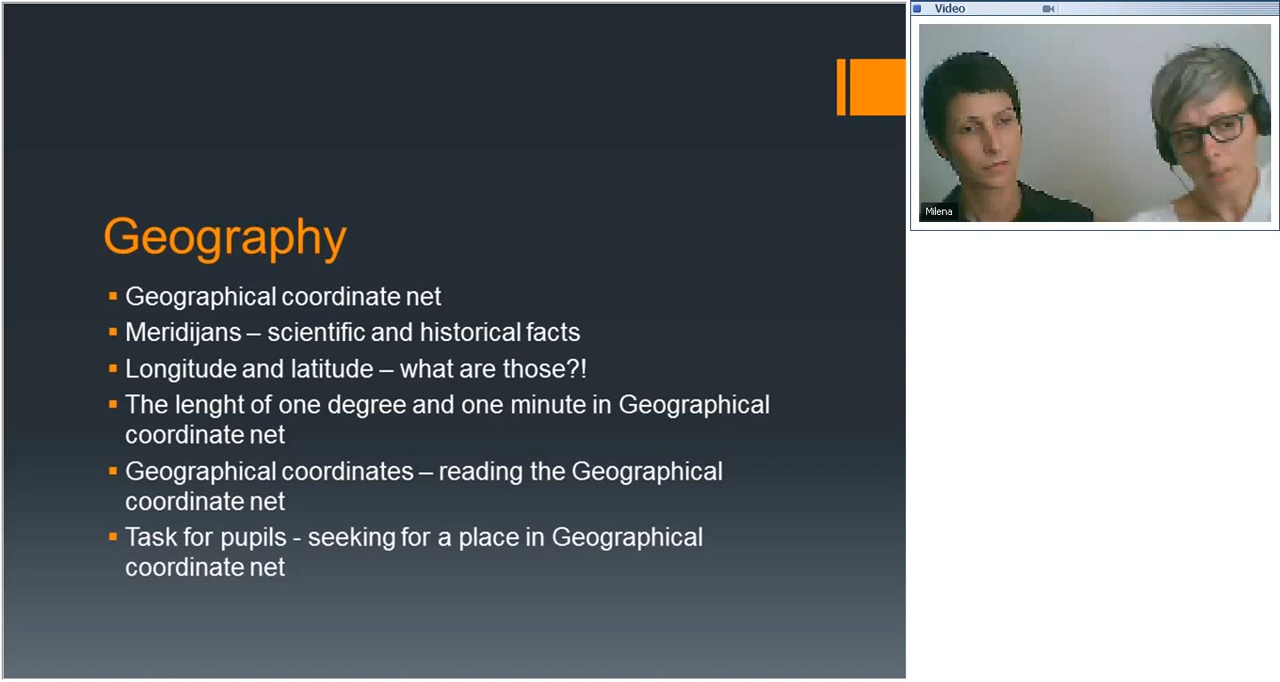 Video
Milena
Geography
Geographical coordinate net
Meridijans – scientific and historical facts
Longitude and latitude – what are those?!
The lenght of one degree and one minute in Geographical
coordinate net
Geographical coordinates – reading the Geographical
coordinate net
Task for pupils - seeking for a place in Geographical
coordinate net